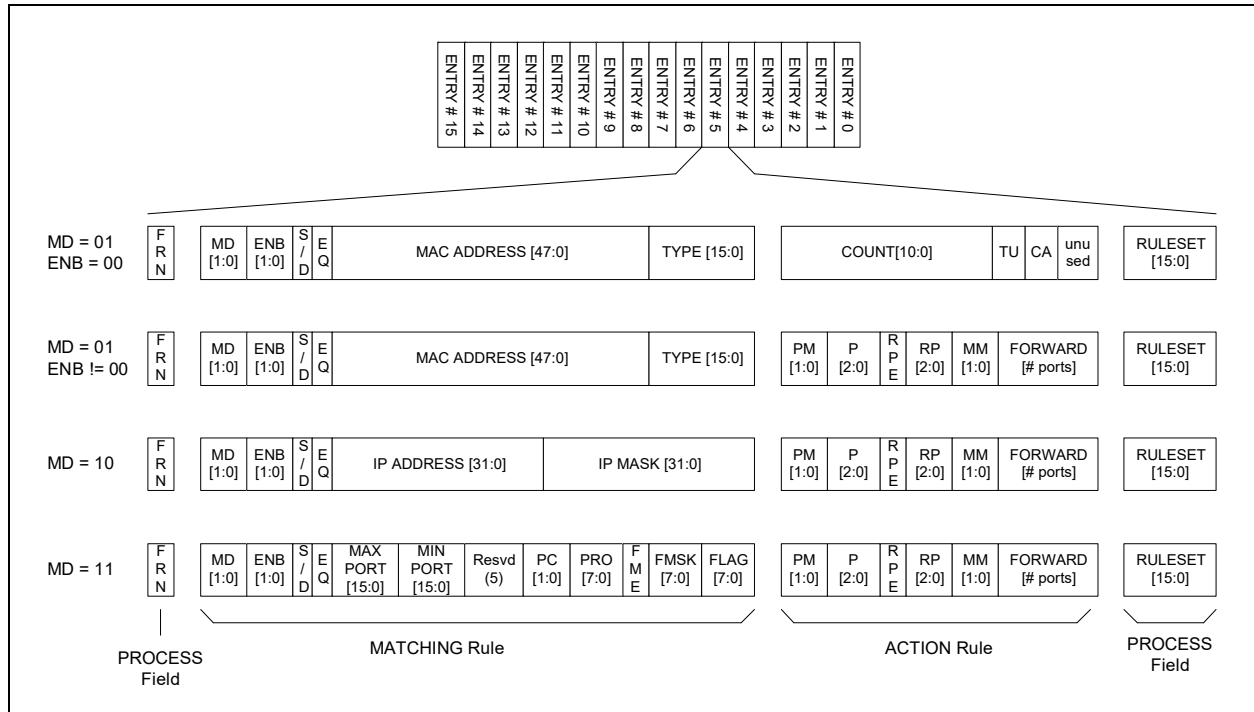 ENTRY # 15
ENTRY # 14
ENTRY # 13
ENTRY # 12
ENTRY # 11
ENTRY # 10
ENTRY # 9
ENTRY # 8
ENTRY # 7
ENTRY # 6
ENTRY # 5
ENTRY # 4
ENTRY # 3
ENTRY # 2
ENTRY # 1
ENTRY # 0
MD = 01
ENB = 00
F
R
N
MD
[1:0]
ENB
[1:0]
S
/
D
E
Q
MAC ADDRESS [47:0]
TYPE [15:0]
COUNT[10:0]
TU
CA
unu
sed
RULESET
[15:0]
MD = 01
ENB != 00
F
R
N
MD
[1:0]
ENB
[1:0]
S
/
D
E
Q
MAC ADDRESS [47:0]
TYPE [15:0]
PM
[1:0]
P
[2:0]
R
P
E
RP
[2:0]
MM
[1:0]
FORWARD
[# ports]
RULESET
[15:0]
MD = 10
F
R
N
MD
[1:0]
ENB
[1:0]
S
/
D
E
Q
IP ADDRESS [31:0]
IP MASK [31:0]
PM
[1:0]
P
[2:0]
R
P
E
RP
[2:0]
MM
[1:0]
FORWARD
[# ports]
RULESET
[15:0]
MD = 11
F
R
N
MD
[1:0]
ENB
[1:0]
S
/
D
E
Q
MAX
PORT
[15:0]
MIN
PORT
[15:0]
Resvd
(5)
PC
[1:0]
PRO
[7:0]
F
M
E
FMSK
[7:0]
FLAG
[7:0]
PM
[1:0]
P
[2:0]
R
P
E
RP
[2:0]
MM
[1:0]
FORWARD
[# ports]
RULESET
[15:0]
PROCESS
Field
MATCHING Rule
ACTION Rule
PROCESS
Field